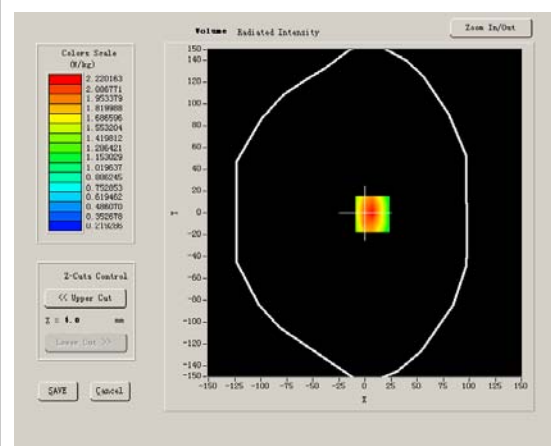 Volume Radiated Intensity
Zoom In/Out
Colors Scale
(W/kg)
2.220163
2.086771
1.953379
1.819988
1.686596
1.553204
1.419812
1.286421
1.153029
1.019637
0.886245
0.752853
0.619462
0.486070
0.352678
0.219286
150
140
120
100
80
60
40
20
0
-20
-40
-60
-80
-100
-120
-140
-150
Y
-150 -125 -100 -75 -50 -25 0 25 50 75 100 125 150
X
Z-Cuts Control
<< Upper Cut
Z = 4.0 mm
Lower Cut >>
SAVE
Cancel